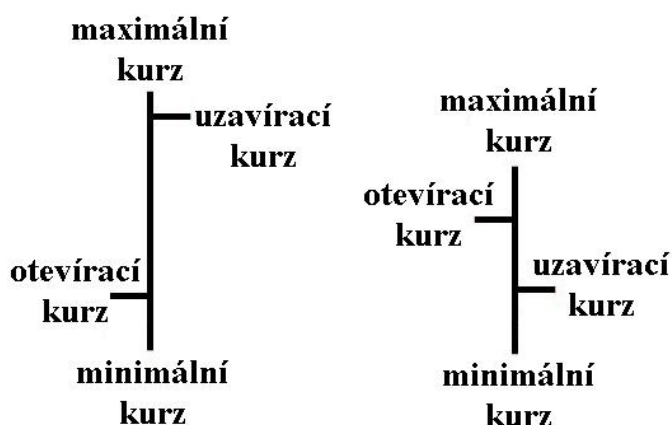 maximální
kurz
uzavírací
kurz
otevírací
kurz
minimální
kurz
maximální
kurz
otevírací
kurz
uzavírací
kurz
minimální
kurz